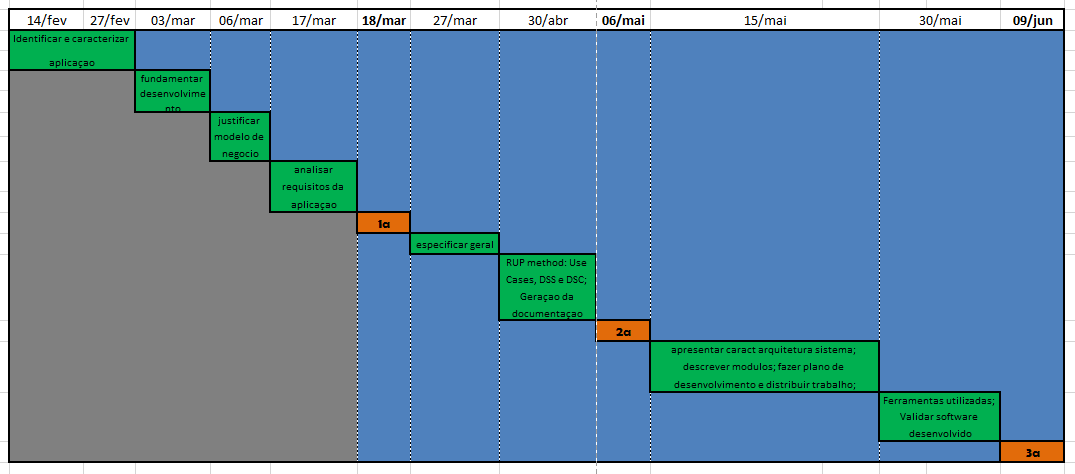 14/fev 27/fev 03/mar 06/mar 17/mar 18/mar 27/mar 30/abr 06/mai 15/mai 30/mai 09/jun
Identificar e caracterizar
aplicaçao
fundamentar
desenvolvime
nto
justificar
modelo de
negocio
analisar
requisitos da
aplicaçao
1a
especificar geral
RUP method: Use
Cases, DSS e DSC;
Geraçao da
documentaçao
2a
apresentar caract arquitetura sistema;
descrever modulos; fazer plano de
desenvolvimento e distribuir trabalho;
Ferramentas utilizadas;
Validar software
desenvolvido
3a